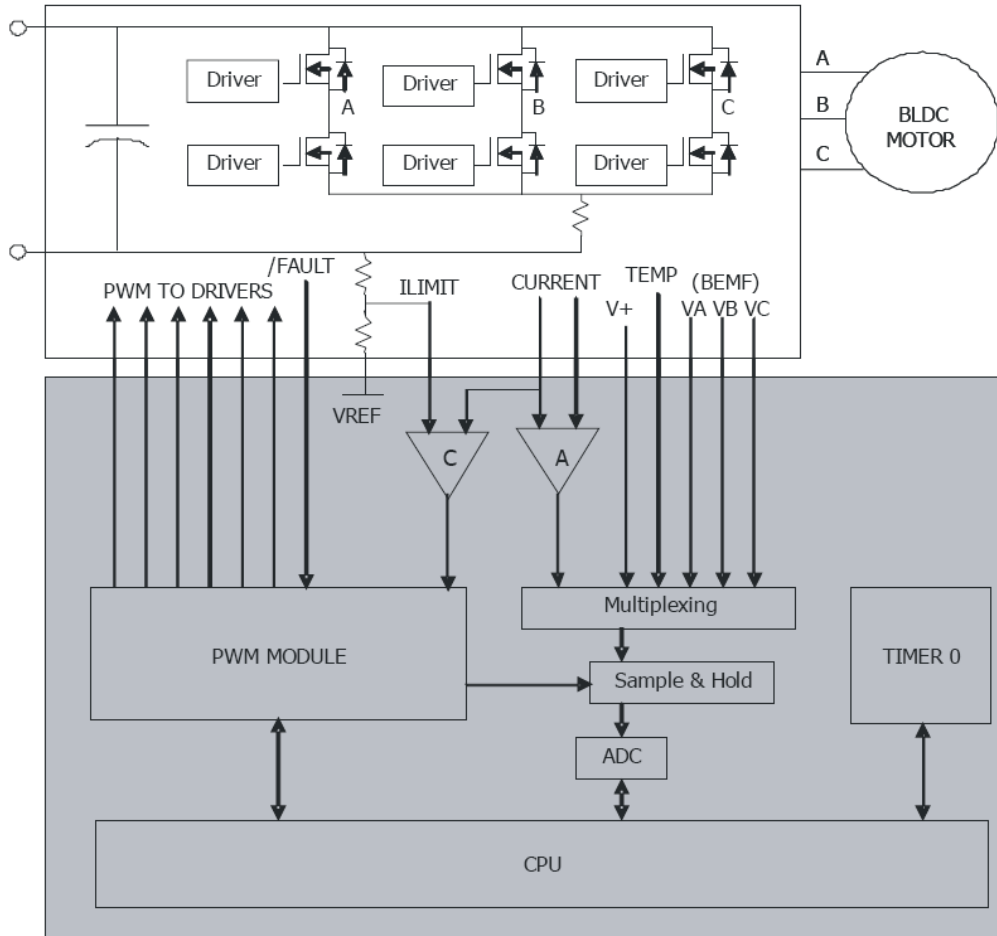 Driver
Driver
Driver
A
B
C
Driver
Driver
Driver
A
B
C
BLDC
MOTOR
PWM TO DRIVERS
/FAULT
ILIMIT
CURRENT
V+
TEMP
(BEMF)
VA VB VC
VREF
C
A
PWM MODULE
Multiplexing
Sample & Hold
ADC
TIMER 0
CPU